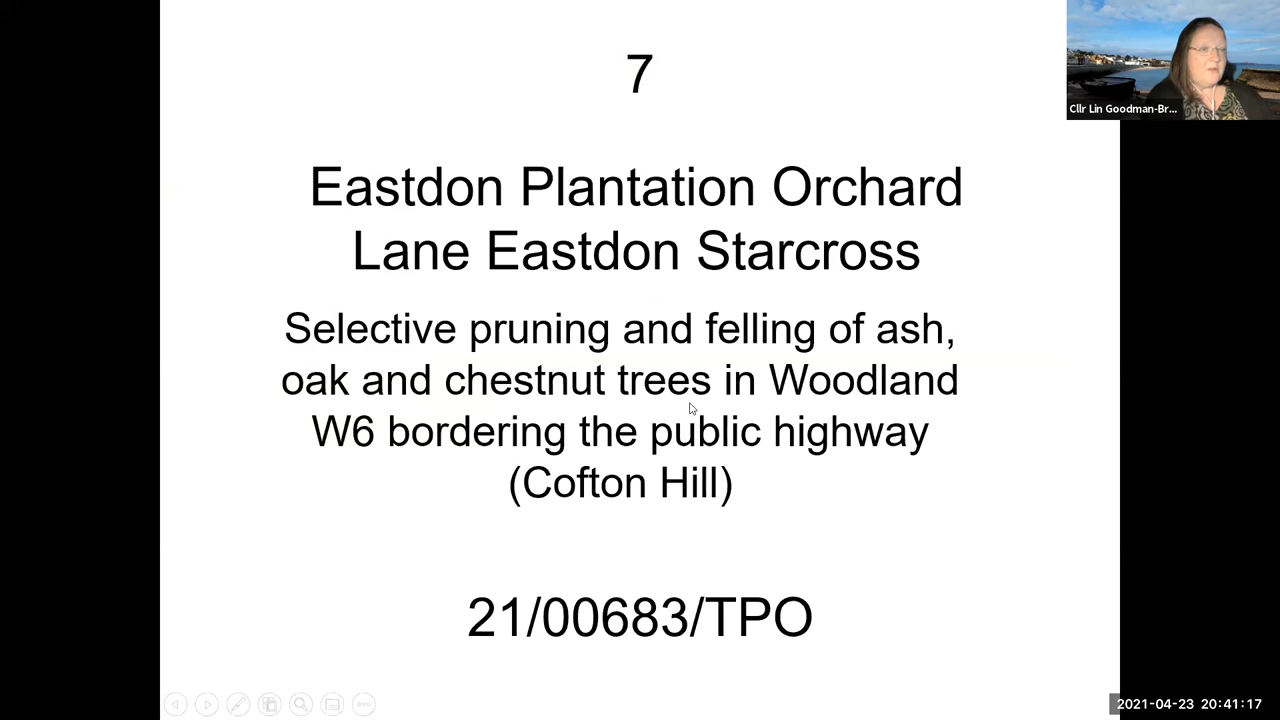 7
Cllr Lin Goodman-Br...
Eastdon Plantation Orchard
Lane Eastdon Starcross
Selective pruning and felling of ash,
oak and chestnut trees in Woodland
W6 bordering the public highway
(Cofton Hill)
21/00683/TPO
2021-04-23 20:41:17